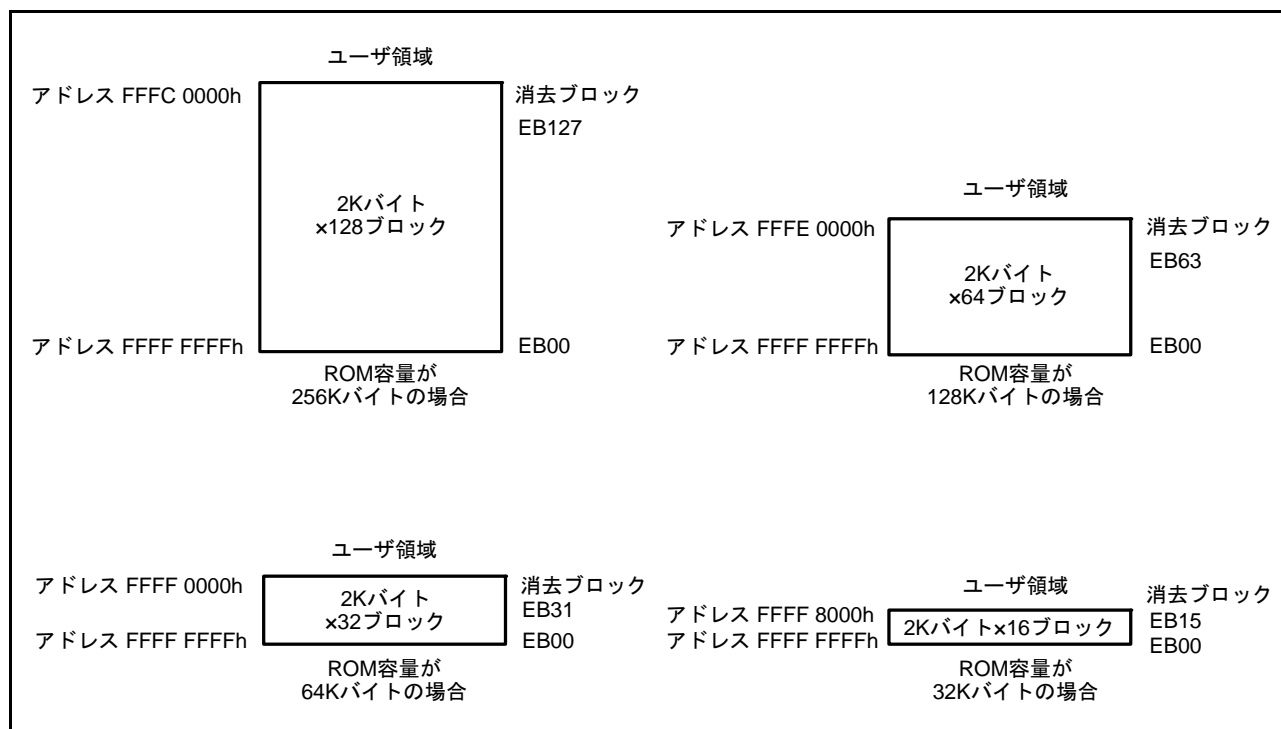 ユーザ領域
アドレス FFFC 0000h
消去ブロック
EB127
2Kバイト
×128ブロック
アドレス FFFF FFFFh
EB00
ROM容量が
256Kバイトの場合
ユーザ領域
アドレス FFFE 0000h
消去ブロック
EB63
2Kバイト
×64ブロック
アドレス FFFF FFFFh
EB00
ROM容量が
128Kバイトの場合
ユーザ領域
アドレス FFFF 0000h
消去ブロック
EB31
2Kバイト
×32ブロック
アドレス FFFF FFFFh
EB00
ROM容量が
64Kバイトの場合
ユーザ領域
アドレス FFFF 8000h
消去ブロック
EB15
2Kバイト×16ブロック
アドレス FFFF FFFFh
EB00
ROM容量が
32Kバイトの場合